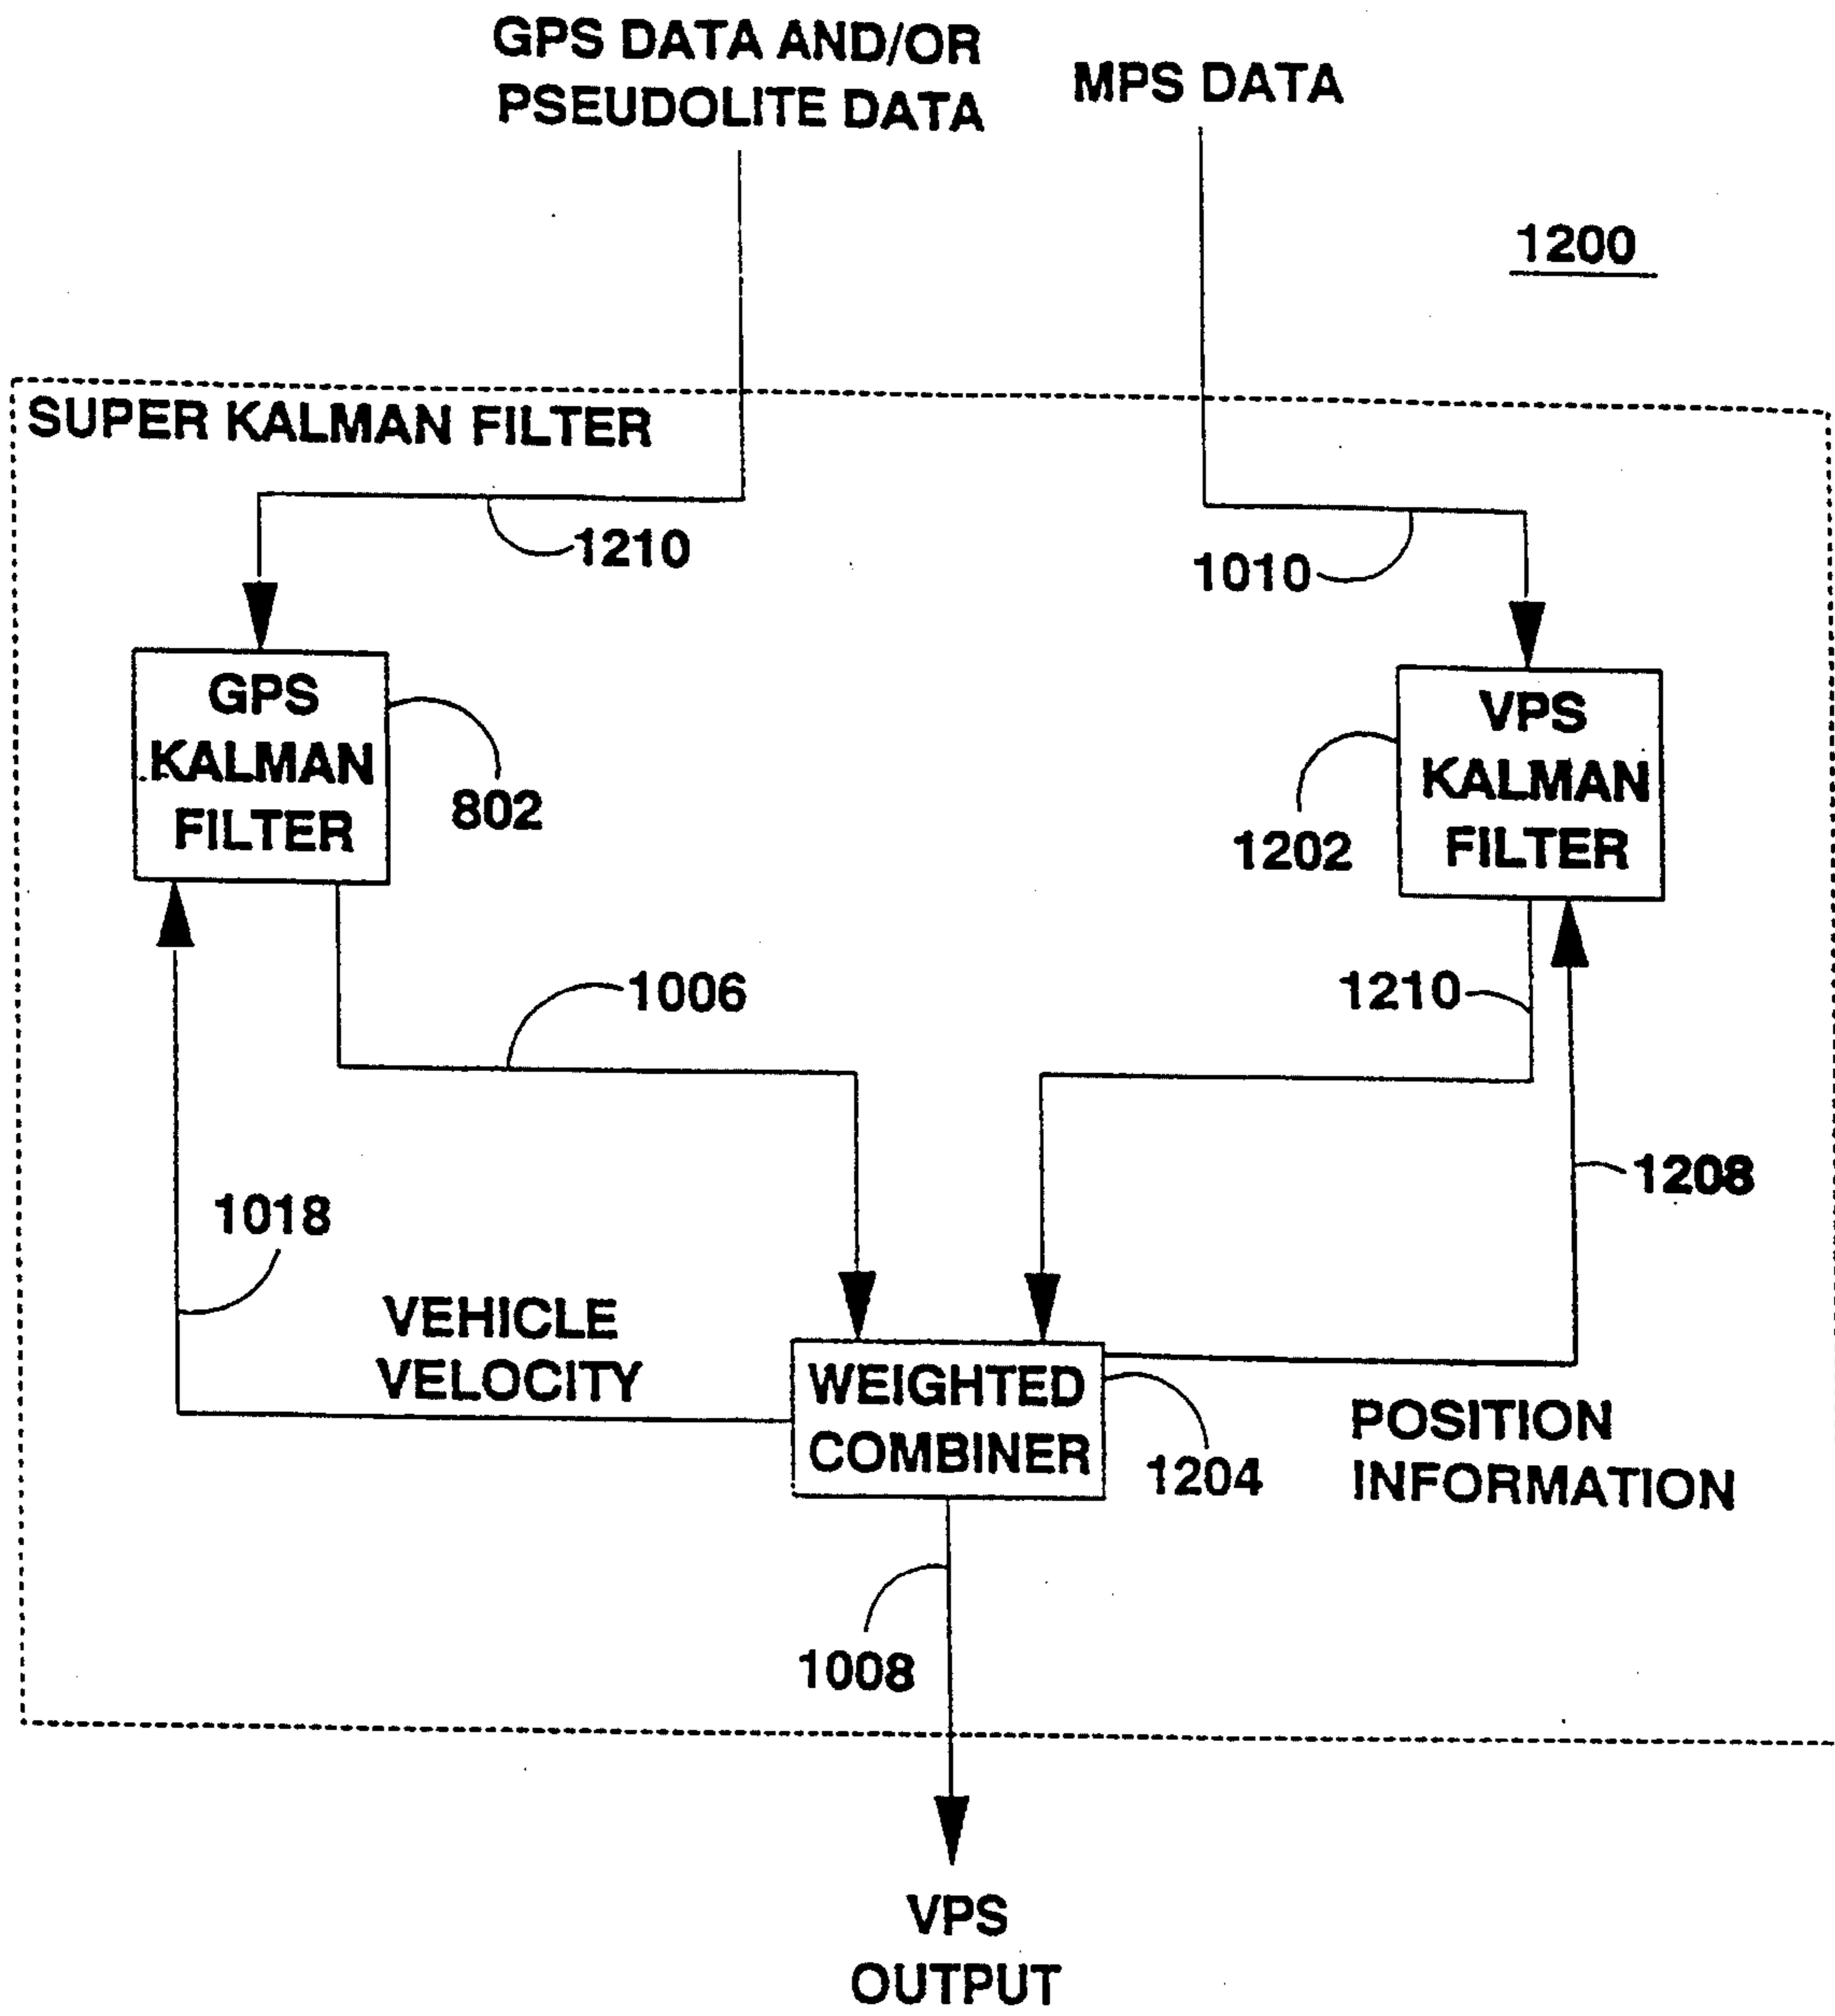 GPS DATA AND/OR
PSEUDOLITE DATA
MPS DATA
1200
SUPER KALMAN FILTER
1210
1010
GPS
KALMAN
FILTER
802
VPS
KALMAN
FILTER
1202
1006
1210
1208
1018
VEHICLE
VELOCITY
WEIGHTED
COMBINER
1204
POSITION
INFORMATION
1008
VPS
OUTPUT